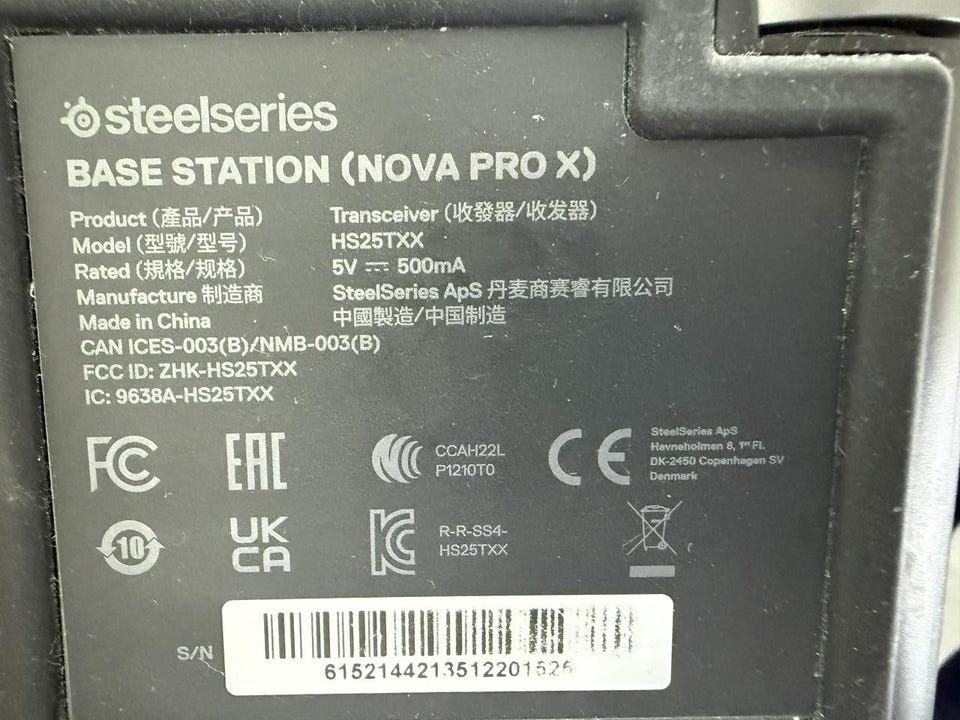 steelseries
BASE STATION (NOVA PRO X)
Product (產品/产品) Transceiver (收發器/收发器)
Model (型號/型号) HS25TXX
Rated (規格/规格) 5V ⎓ 500mA
Manufacture 制造商 SteelSeries ApS 丹麦商赛睿有限公司
Made in China 中國製造/中国制造
CAN ICES-003(B)/NMB-003(B)
FCC ID: ZHK-HS25TXX
IC: 9638A-HS25TXX
FC
EAC
CCAH22L
P1210T0
CE
SteelSeries ApS
Havneholmen 8, 1ˢᵗ Fl.
DK-2450 Copenhagen SV
Denmark
10
UK
CA
R-R-SS4-
HS25TXX
S/N